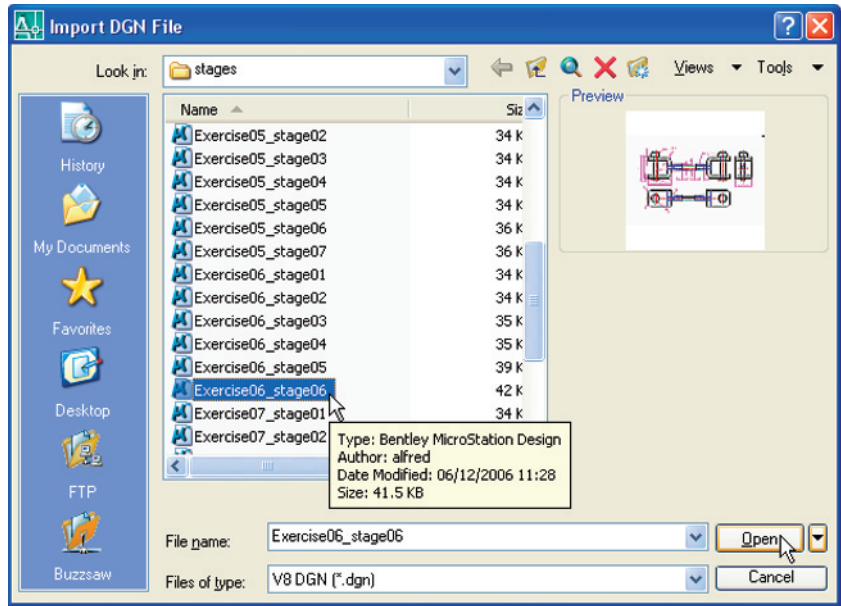 Import DGN File
Look in: stages Views Tools
Name Siz Preview
Exercise05_stage02 34 K
Exercise05_stage03 34 K
Exercise05_stage04 34 K
Exercise05_stage05 34 K
Exercise05_stage06 36 K
Exercise05_stage07 36 K
Exercise06_stage01 34 K
Exercise06_stage02 34 K
Exercise06_stage03 35 K
Exercise06_stage04 35 K
Exercise06_stage05 39 K
Exercise06_stage06 42 K
Exercise07_stage01 34 K
Exercise07_stage02
History
My Documents
Favorites
Desktop
FTP
Buzzsaw
Type: Bentley MicroStation Design
Author: alfred
Date Modified: 06/12/2006 11:28
Size: 41.5 KB
File name: Exercise06_stage06 Open
Files of type: V8 DGN (*.dgn) Cancel